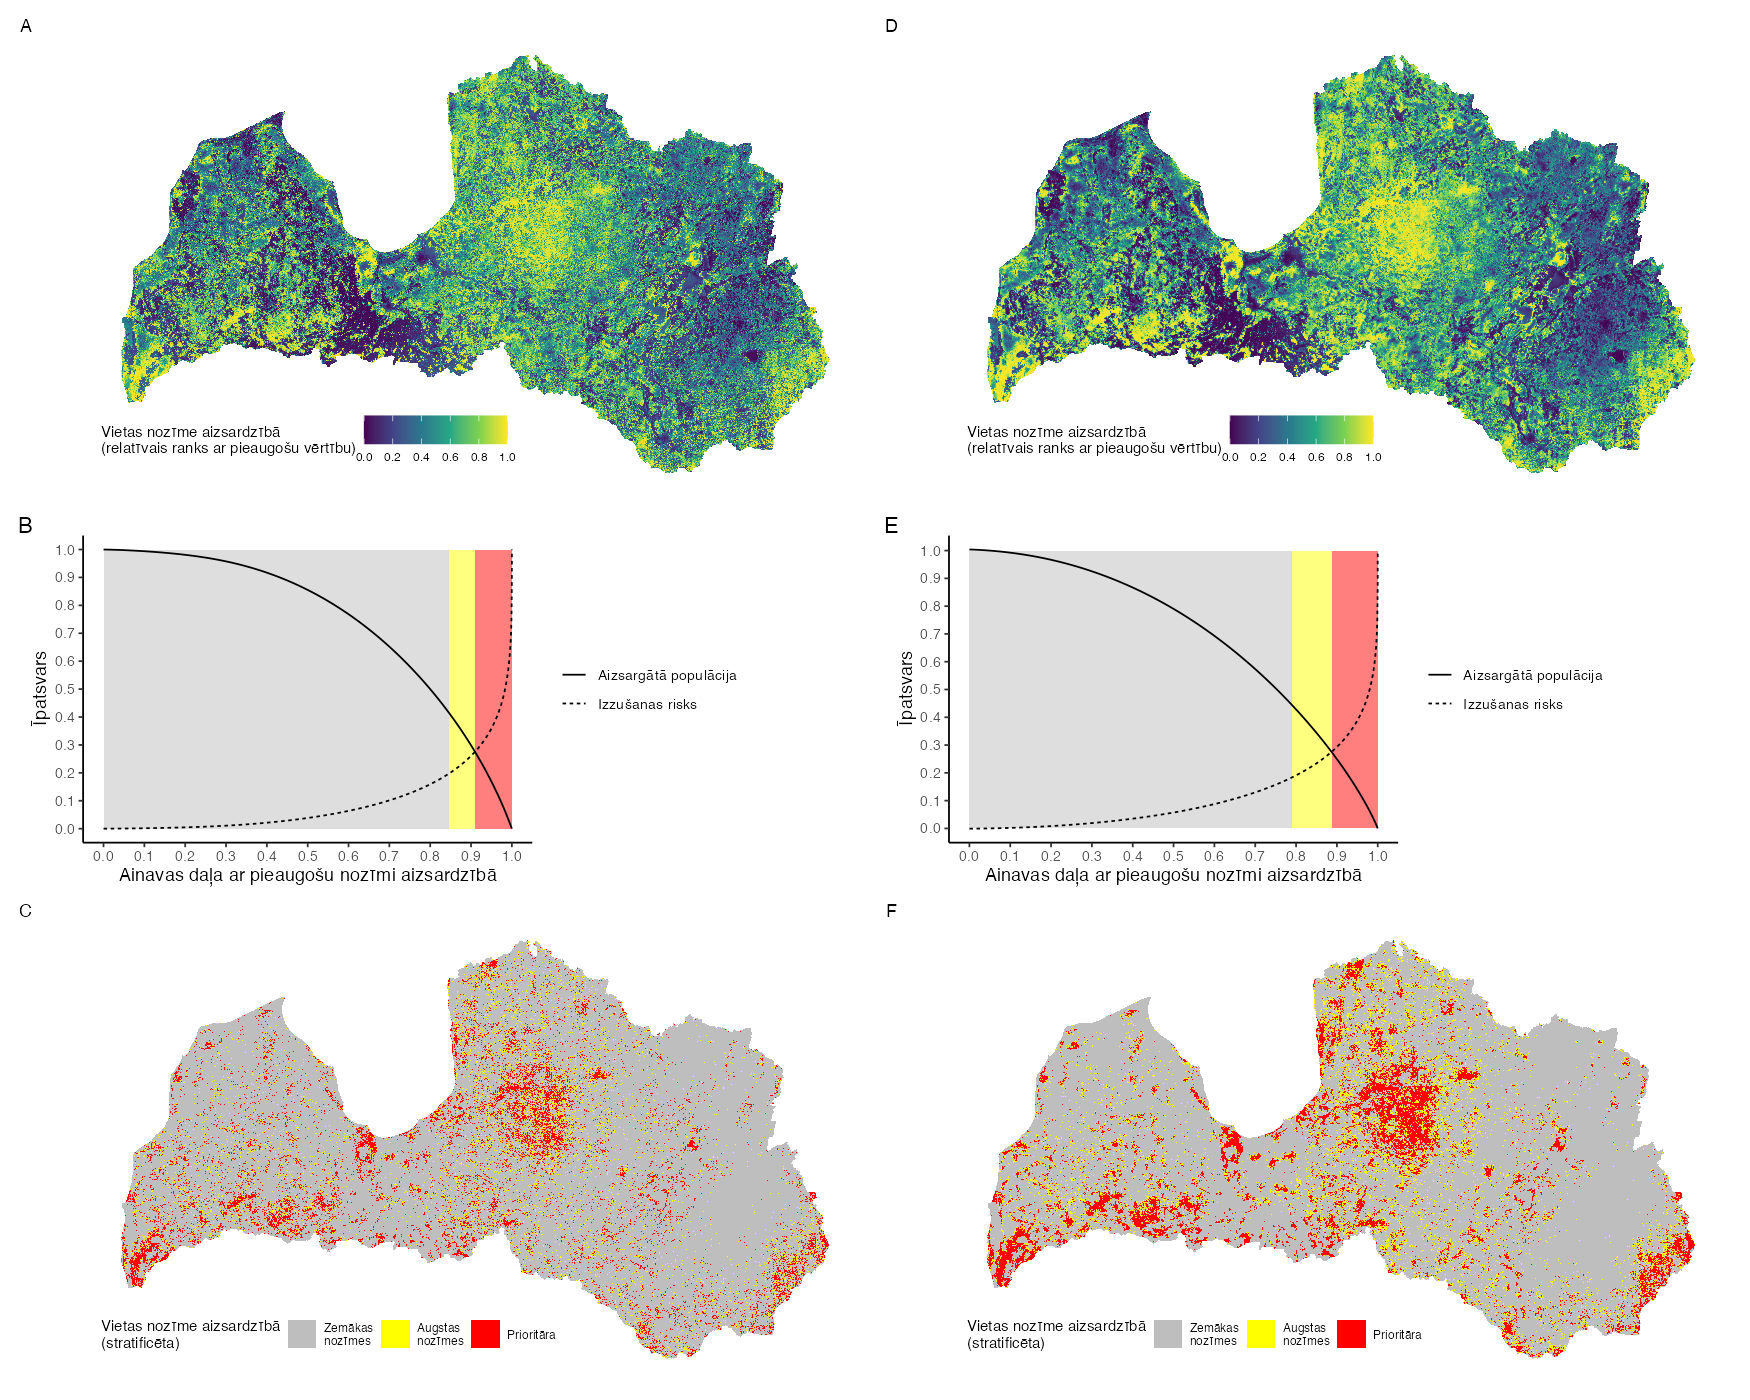 A
Vietas nozīme aizsardzībā
(relatīvais ranks ar pieaugošu vērtību)
0.0 0.2 0.4 0.6 0.8 1.0
D
Vietas nozīme aizsardzībā
(relatīvais ranks ar pieaugošu vērtību)
0.0 0.2 0.4 0.6 0.8 1.0
B
Īpatsvars
1.0
0.9
0.8
0.7
0.6
0.5
0.4
0.3
0.2
0.1
0.0
0.0 0.1 0.2 0.3 0.4 0.5 0.6 0.7 0.8 0.9 1.0
Ainavas daļa ar pieaugošu nozīmi aizsardzībā
Aizsargātā populācija
Izzušanas risks
E
Īpatsvars
1.0
0.9
0.8
0.7
0.6
0.5
0.4
0.3
0.2
0.1
0.0
0.0 0.1 0.2 0.3 0.4 0.5 0.6 0.7 0.8 0.9 1.0
Ainavas daļa ar pieaugošu nozīmi aizsardzībā
Aizsargātā populācija
Izzušanas risks
C
Vietas nozīme aizsardzībā
(stratificēta)
Zemākas
nozīmes
Augstas
nozīmes
Prioritāra
F
Vietas nozīme aizsardzībā
(stratificēta)
Zemākas
nozīmes
Augstas
nozīmes
Prioritāra